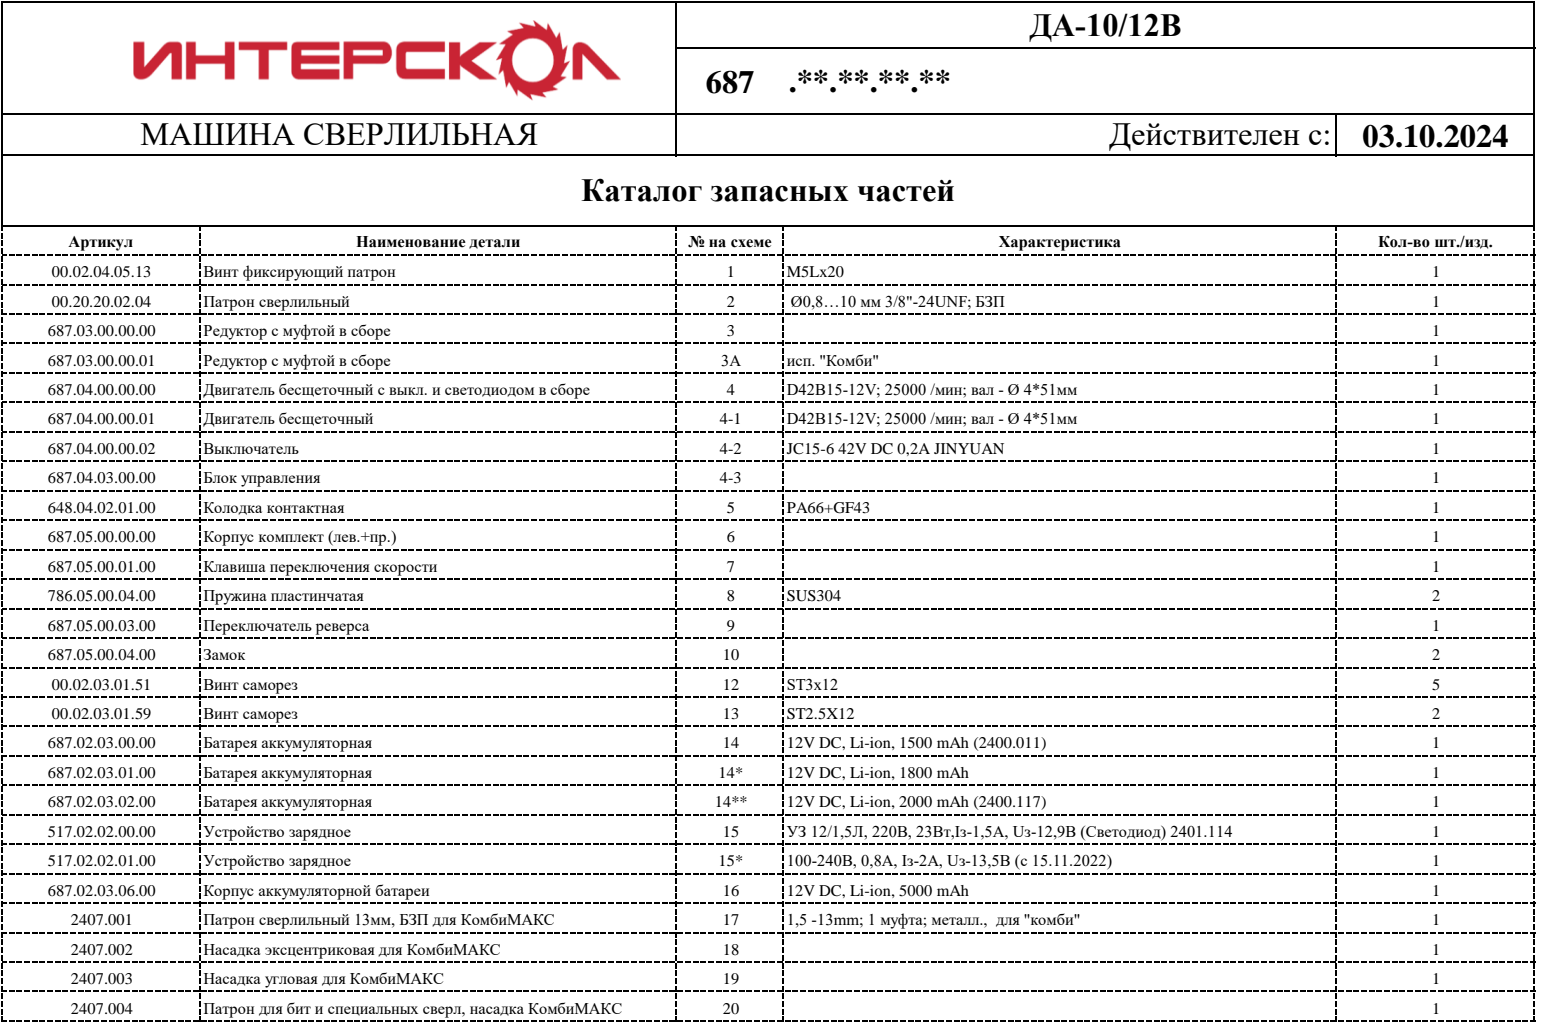 ИНТЕРСКОЛ
ДА-10/12В
687 .**.**.**.**
МАШИНА СВЕРЛИЛЬНАЯ Действителен с: 03.10.2024
Каталог запасных частей
Артикул Наименование детали № на схеме Характеристика Кол-во шт./изд.
00.02.04.05.13 Винт фиксирующий патрон 1 M5Lx20 1
00.20.20.02.04 Патрон сверлильный 2 Ø0,8…10 мм 3/8"-24UNF; БЗП 1
687.03.00.00.00 Редуктор с муфтой в сборе 3 1
687.03.00.00.01 Редуктор с муфтой в сборе 3А исп. "Комби" 1
687.04.00.00.00 Двигатель бесщеточный с выкл. и светодиодом в сборе 4 D42B15-12V; 25000 /мин; вал - Ø 4*51мм 1
687.04.00.00.01 Двигатель бесщеточный 4-1 D42B15-12V; 25000 /мин; вал - Ø 4*51мм 1
687.04.00.00.02 Выключатель 4-2 JC15-6 42V DC 0,2A JINYUAN 1
687.04.03.00.00 Блок управления 4-3 1
648.04.02.01.00 Колодка контактная 5 PA66+GF43 1
687.05.00.00.00 Корпус комплект (лев.+пр.) 6 1
687.05.00.01.00 Клавиша переключения скорости 7 1
786.05.00.04.00 Пружина пластинчатая 8 SUS304 2
687.05.00.03.00 Переключатель реверса 9 1
687.05.00.04.00 Замок 10 2
00.02.03.01.51 Винт саморез 12 ST3x12 5
00.02.03.01.59 Винт саморез 13 ST2.5X12 2
687.02.03.00.00 Батарея аккумуляторная 14 12V DC, Li-ion, 1500 mAh (2400.011) 1
687.02.03.01.00 Батарея аккумуляторная 14* 12V DC, Li-ion, 1800 mAh 1
687.02.03.02.00 Батарея аккумуляторная 14** 12V DC, Li-ion, 2000 mAh (2400.117) 1
517.02.02.00.00 Устройство зарядное 15 УЗ 12/1,5Л, 220В, 23Вт,Iз-1,5А, Uз-12,9В (Светодиод) 2401.114 1
517.02.02.01.00 Устройство зарядное 15* 100-240В, 0,8А, Iз-2А, Uз-13,5В (с 15.11.2022) 1
687.02.03.06.00 Корпус аккумуляторной батареи 16 12V DC, Li-ion, 5000 mAh 1
2407.001 Патрон сверлильный 13мм, БЗП для КомбиМАКС 17 1,5 -13mm; 1 муфта; металл., для "комби" 1
2407.002 Насадка эксцентриковая для КомбиМАКС 18 1
2407.003 Насадка угловая для КомбиМАКС 19 1
2407.004 Патрон для бит и специальных сверл, насадка КомбиМАКС 20 1